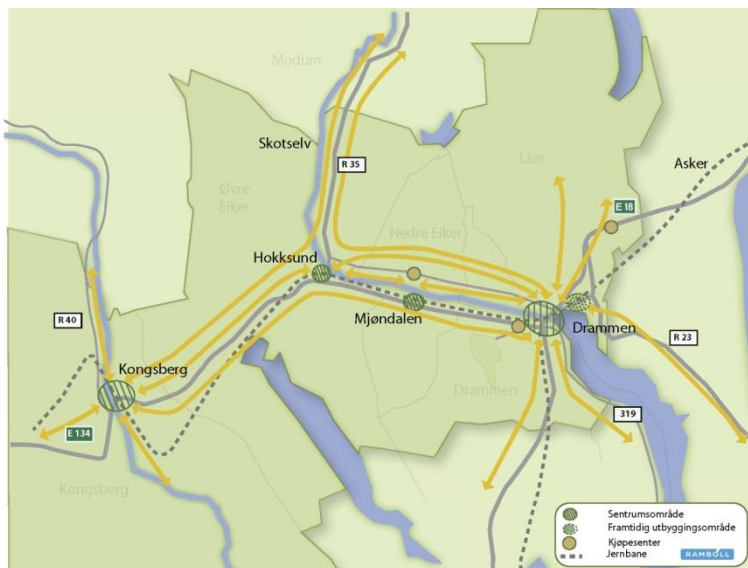 Modum
Skotselv
Lier
Asker
R 35
Øvre
Eiker
E 18
Nedre Eiker
Hokksund
Mjøndalen
Drammen
R 40
R 23
Kongsberg
Drammen
319
E 134
Kongsberg
Sentrumsområde
Framtidig utbyggingsområde
Kjøpesenter
Jernbane
RAMBØLL